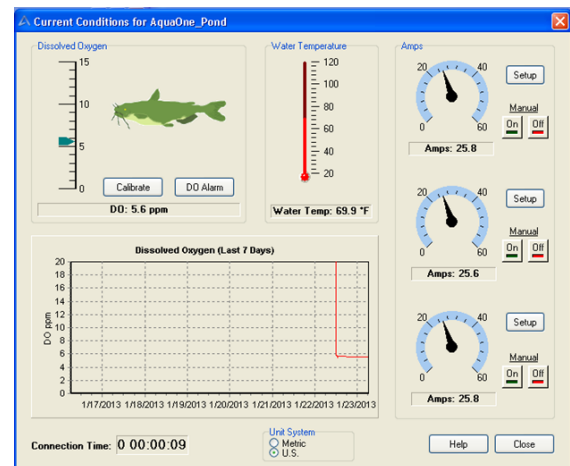 Current Conditions for AquaOne_Pond
Dissolved Oxygen
15
10
5
0
Calibrate
DO Alarm
DO: 5.6 ppm
Water Temperature
120
100
80
60
40
20
Water Temp: 69.9 °F
Amps
20
40
0
60
Setup
Manual
On
Off
Amps: 25.8
20
40
0
60
Setup
Manual
On
Off
Amps: 25.6
20
40
0
60
Setup
Manual
On
Off
Amps: 25.8
Dissolved Oxygen (Last 7 Days)
DO ppm
20
18
16
14
12
10
8
6
4
2
0
1/17/2013 1/18/2013 1/19/2013 1/20/2013 1/21/2013 1/22/2013 1/23/2013
Connection Time: 0 00:00:09
Unit System
Metric
U.S.
Help
Close